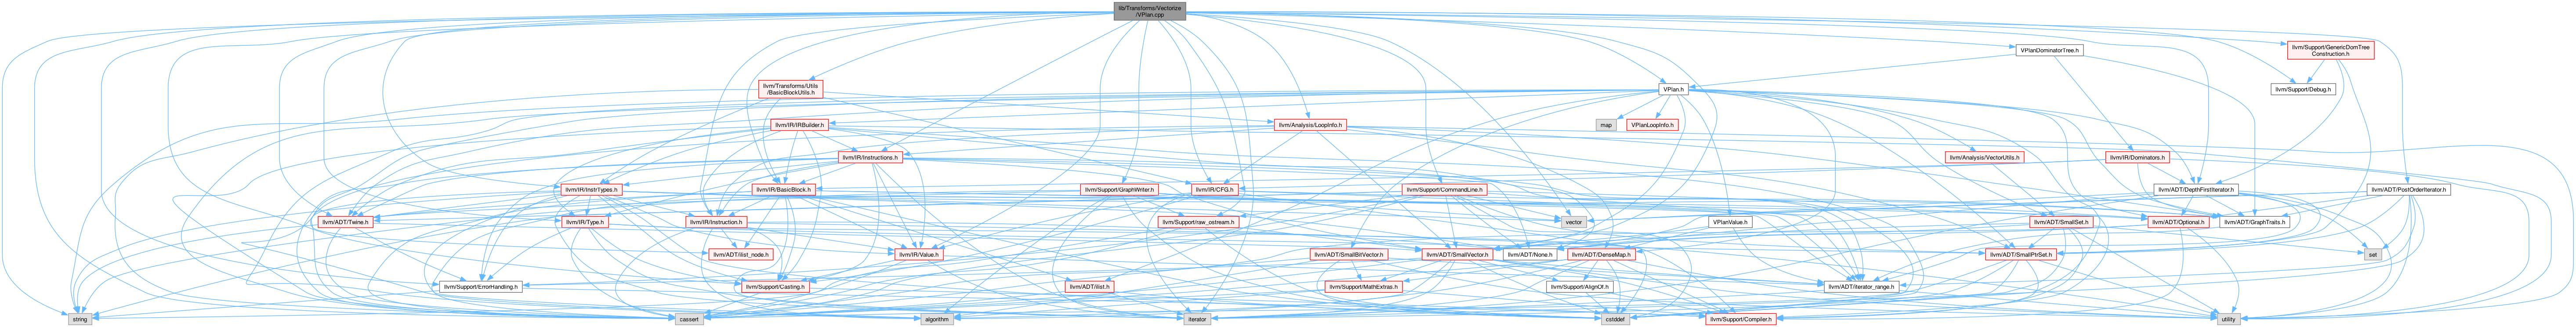 lib/Transforms/Vectorize
/VPlan.cpp
llvm/Support/GenericDomTree
Construction.h
VPlanDominatorTree.h
llvm/Transforms/Utils
/BasicBlockUtils.h
VPlan.h
llvm/Support/Debug.h
llvm/IR/IRBuilder.h
llvm/Analysis/LoopInfo.h
map
VPlanLoopInfo.h
llvm/IR/Instructions.h
llvm/Analysis/VectorUtils.h
llvm/IR/Dominators.h
llvm/IR/InstrTypes.h
llvm/IR/BasicBlock.h
llvm/Support/GraphWriter.h
llvm/IR/CFG.h
llvm/Support/CommandLine.h
llvm/ADT/DepthFirstIterator.h
llvm/ADT/PostOrderIterator.h
llvm/ADT/Twine.h
llvm/IR/Type.h
llvm/IR/Instruction.h
llvm/Support/raw_ostream.h
vector
VPlanValue.h
llvm/ADT/SmallSet.h
llvm/ADT/Optional.h
llvm/ADT/GraphTraits.h
llvm/ADT/ilist_node.h
llvm/IR/Value.h
llvm/ADT/SmallBitVector.h
llvm/ADT/SmallVector.h
llvm/ADT/None.h
llvm/ADT/DenseMap.h
llvm/ADT/SmallPtrSet.h
set
llvm/Support/ErrorHandling.h
llvm/Support/Casting.h
llvm/ADT/ilist.h
llvm/Support/MathExtras.h
llvm/Support/AlignOf.h
llvm/ADT/iterator_range.h
string
cassert
algorithm
iterator
cstddef
llvm/Support/Compiler.h
utility